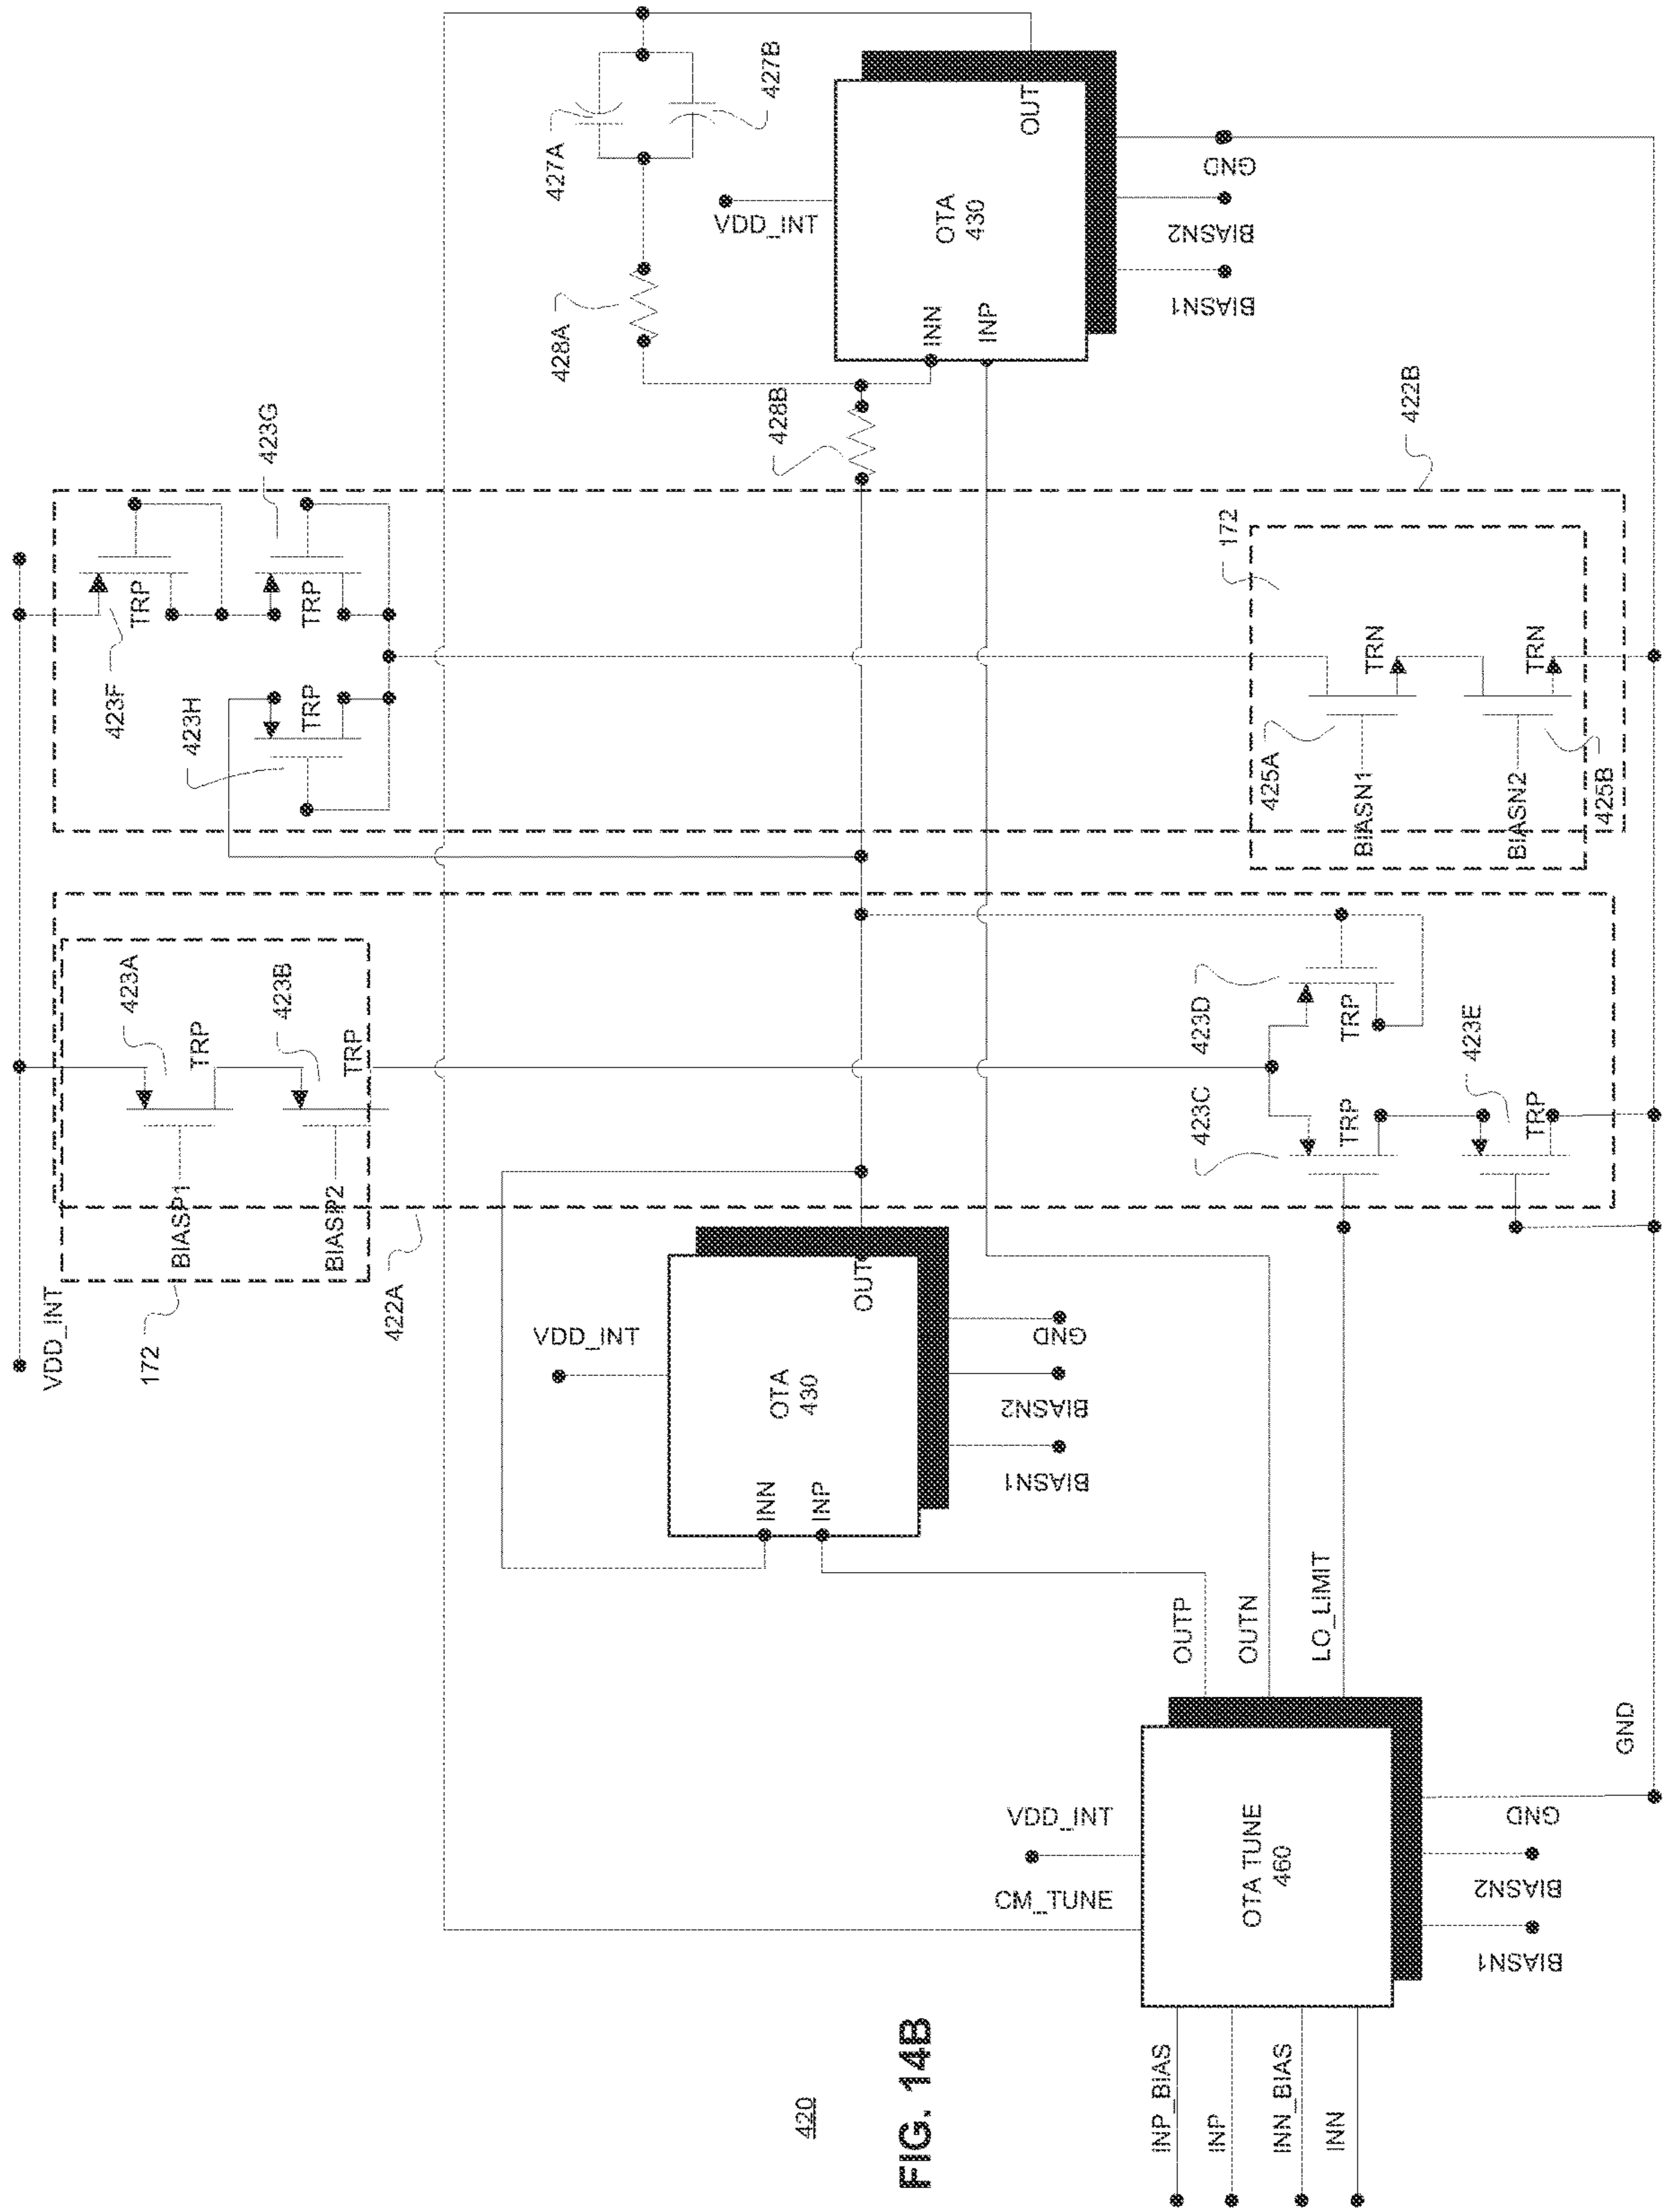 VDD_INT
172
BIASP1
BIASP2
422A
423A
TRP
423B
TRP
423F
TRP
423G
TRP
423H
TRP
427A
427B
428A
428B
VDD_INT
OTA
430
INN
INP
OUT
BIASN1
BIASN2
GND
VDD_INT
OTA
430
INN
INP
OUT
BIASN1
BIASN2
GND
423C
TRP
423D
TRP
423E
TRP
172
422B
425A
TRN
BIASN1
425B
TRN
BIASN2
OUTP
OUTN
LO_LIMIT
GND
VDD_INT
CM_TUNE
OTA TUNE
460
BIASN1
BIASN2
GND
INP_BIAS
INP
INN_BIAS
INN
420
FIG. 14B